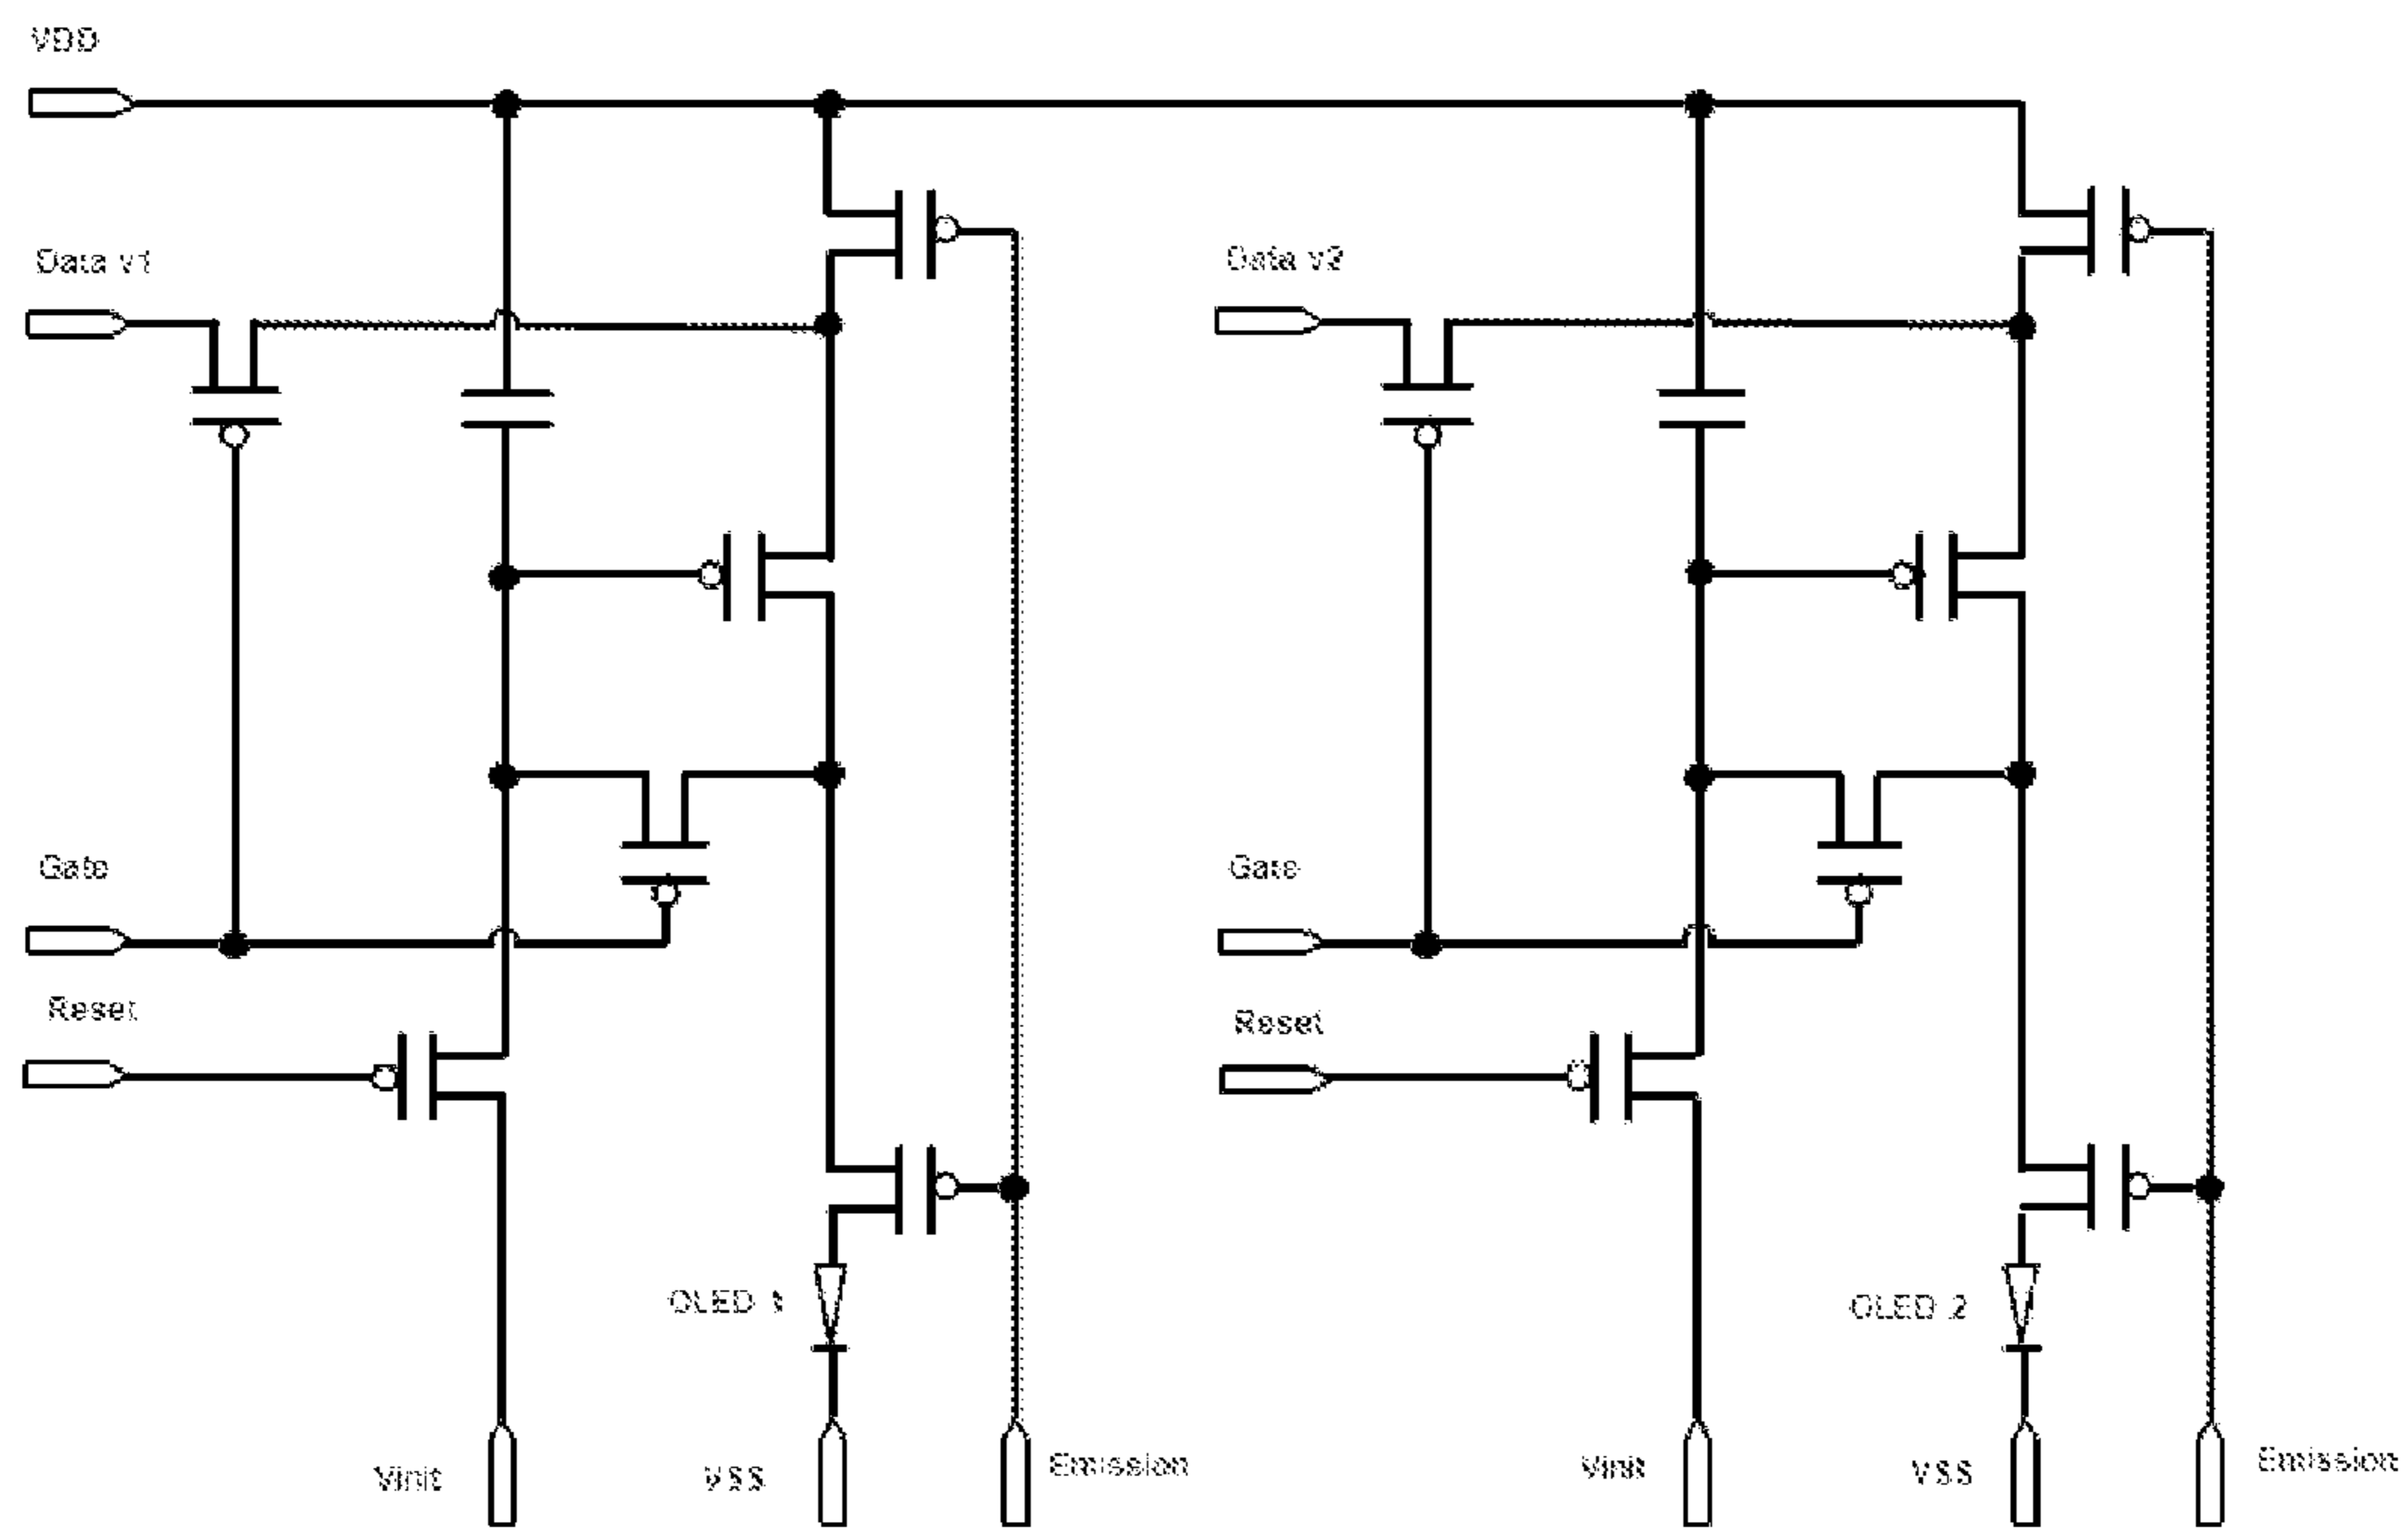 VDD
Data v1
Data v2
Gate
Gate
Reset
Reset
OLED 1
OLED 2
Vinit
VSS
Emission
Vinit
VSS
Emission